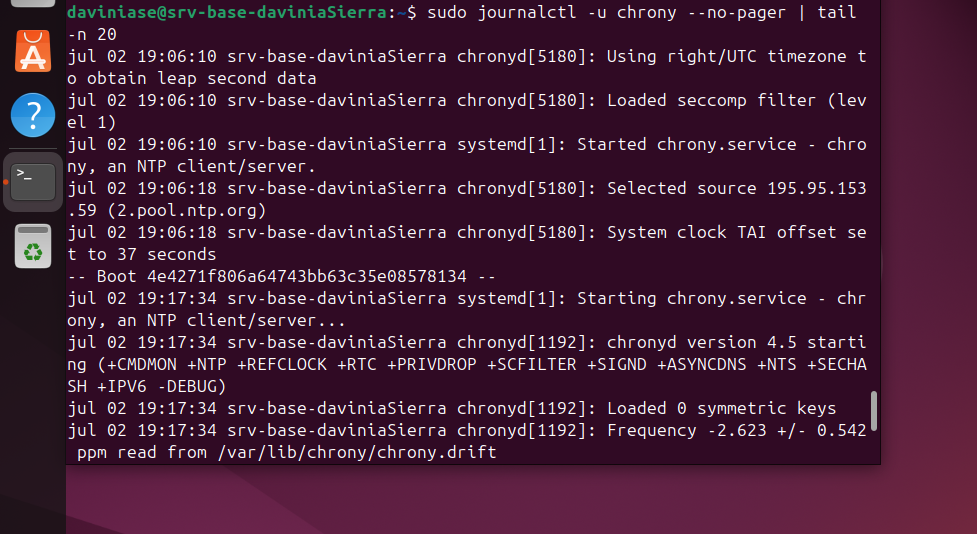 daviniase@srv-base-daviniaSierra:~$ sudo journalctl -u chrony --no-pager | tail
-n 20
jul 02 19:06:10 srv-base-daviniaSierra chronyd[5180]: Using right/UTC timezone t
o obtain leap second data
jul 02 19:06:10 srv-base-daviniaSierra chronyd[5180]: Loaded seccomp filter (lev
el 1)
jul 02 19:06:10 srv-base-daviniaSierra systemd[1]: Started chrony.service - chro
ny, an NTP client/server.
jul 02 19:06:18 srv-base-daviniaSierra chronyd[5180]: Selected source 195.95.153
.59 (2.pool.ntp.org)
jul 02 19:06:18 srv-base-daviniaSierra chronyd[5180]: System clock TAI offset se
t to 37 seconds
-- Boot 4e4271f806a64743bb63c35e08578134 --
jul 02 19:17:34 srv-base-daviniaSierra systemd[1]: Starting chrony.service - chr
ony, an NTP client/server...
jul 02 19:17:34 srv-base-daviniaSierra chronyd[1192]: chronyd version 4.5 starti
ng (+CMDMON +NTP +REFCLOCK +RTC +PRIVDROP +SCFILTER +SIGND +ASYNCDNS +NTS +SECHA
SH +IPV6 -DEBUG)
jul 02 19:17:34 srv-base-daviniaSierra chronyd[1192]: Loaded 0 symmetric keys
jul 02 19:17:34 srv-base-daviniaSierra chronyd[1192]: Frequency -2.623 +/- 0.542
 ppm read from /var/lib/chrony/chrony.drift